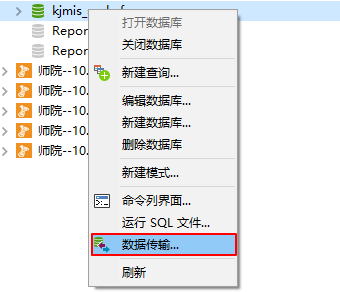 kjmis_
打开数据库
Repor
关闭数据库
Repor
新建查询...
师院--10.
师院--10.
编辑数据库...
师院--10.
新建数据库...
师院--10.
删除数据库
师院--10.
新建模式...
命令列界面...
运行 SQL 文件...
数据传输...
刷新